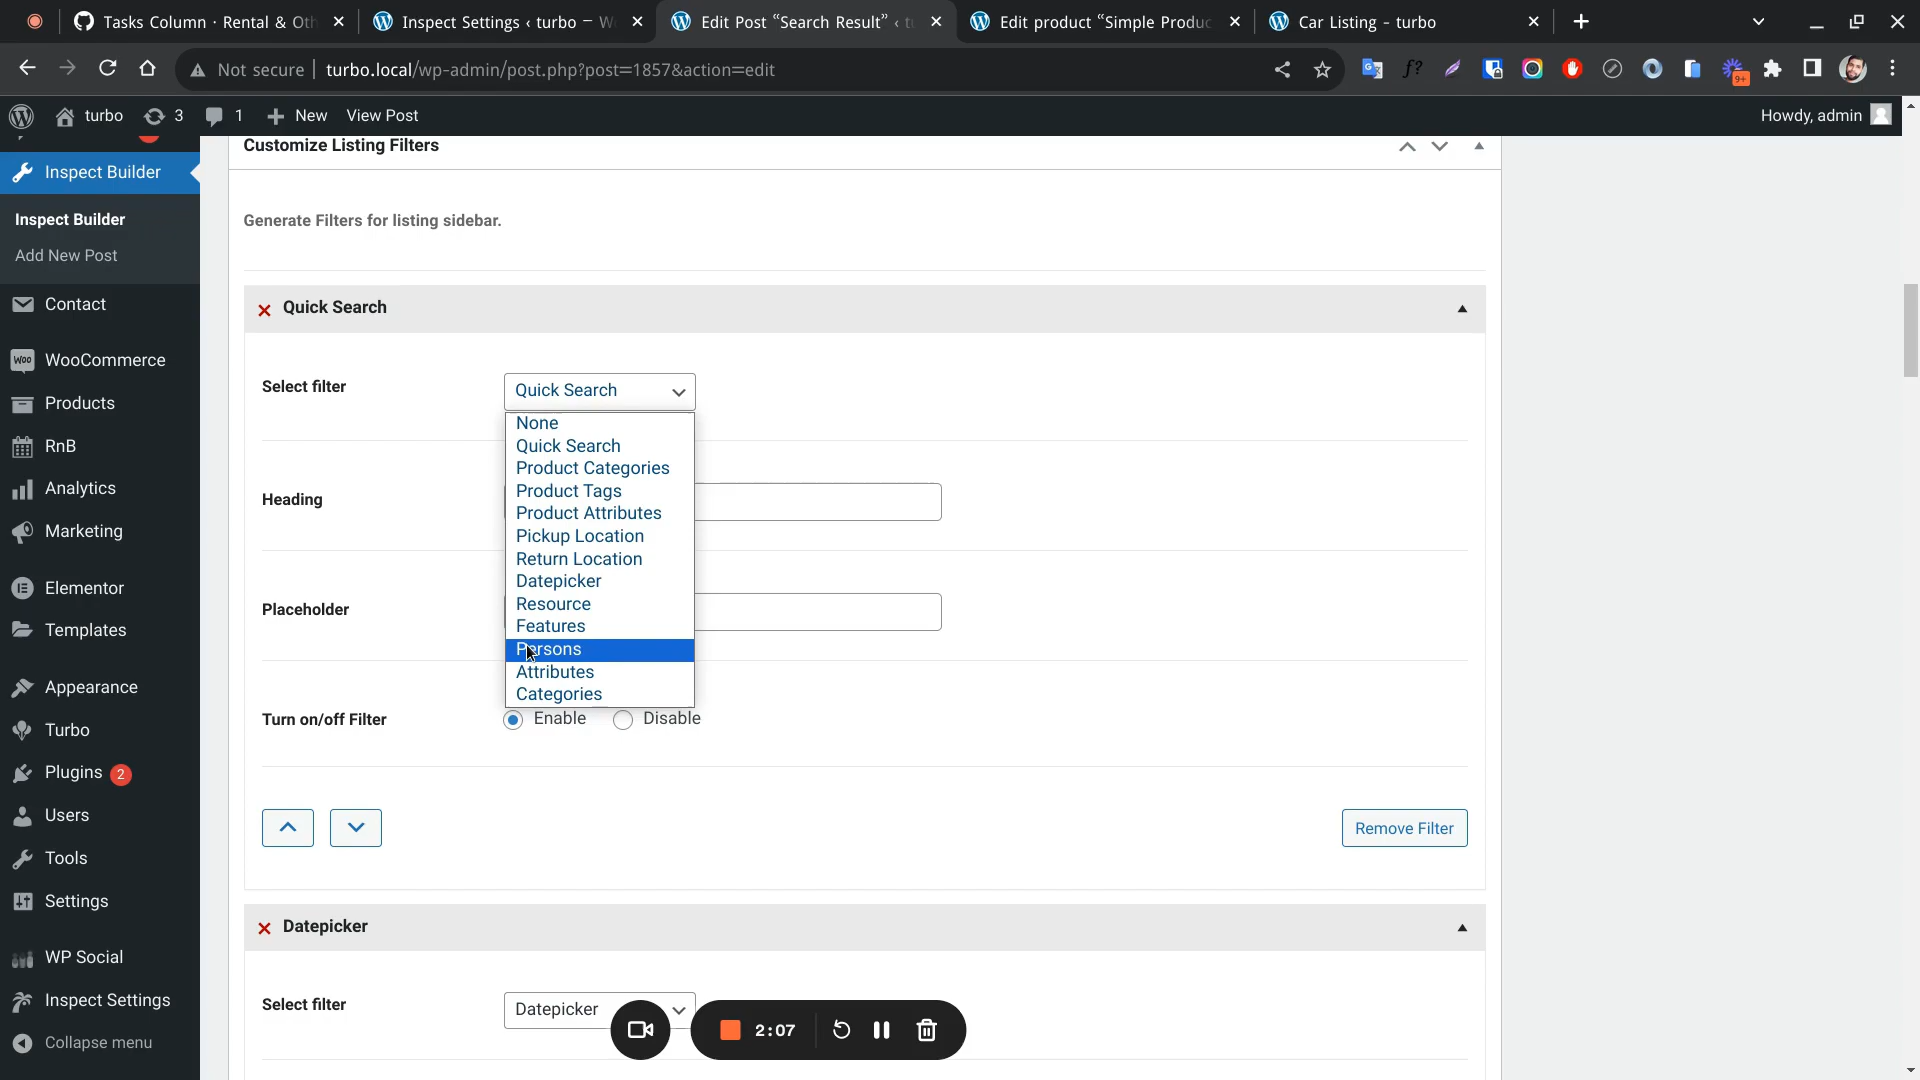 Tasks Column · Rental & Oth
Inspect Settings ‹ turbo — W
Edit Post “Search Result” ‹ tu
Edit product “Simple Produc
Car Listing – turbo
Not secure
turbo.local/wp-admin/post.php?post=1857&action=edit
f?
9+
turbo
3
1
New
View Post
Howdy, admin
Inspect Builder
Inspect Builder
Add New Post
Contact
WooCommerce
Products
RnB
Analytics
Marketing
Elementor
Templates
Appearance
Turbo
Plugins 2
Users
Tools
Settings
WP Social
Inspect Settings
Collapse menu
Customize Listing Filters
Generate Filters for listing sidebar.
Quick Search
Select filter
Quick Search
None
Quick Search
Product Categories
Product Tags
Product Attributes
Pickup Location
Return Location
Datepicker
Resource
Features
Persons
Attributes
Categories
Heading
Placeholder
Turn on/off Filter
Enable
Disable
Remove Filter
Datepicker
Select filter
Datepicker
2:07